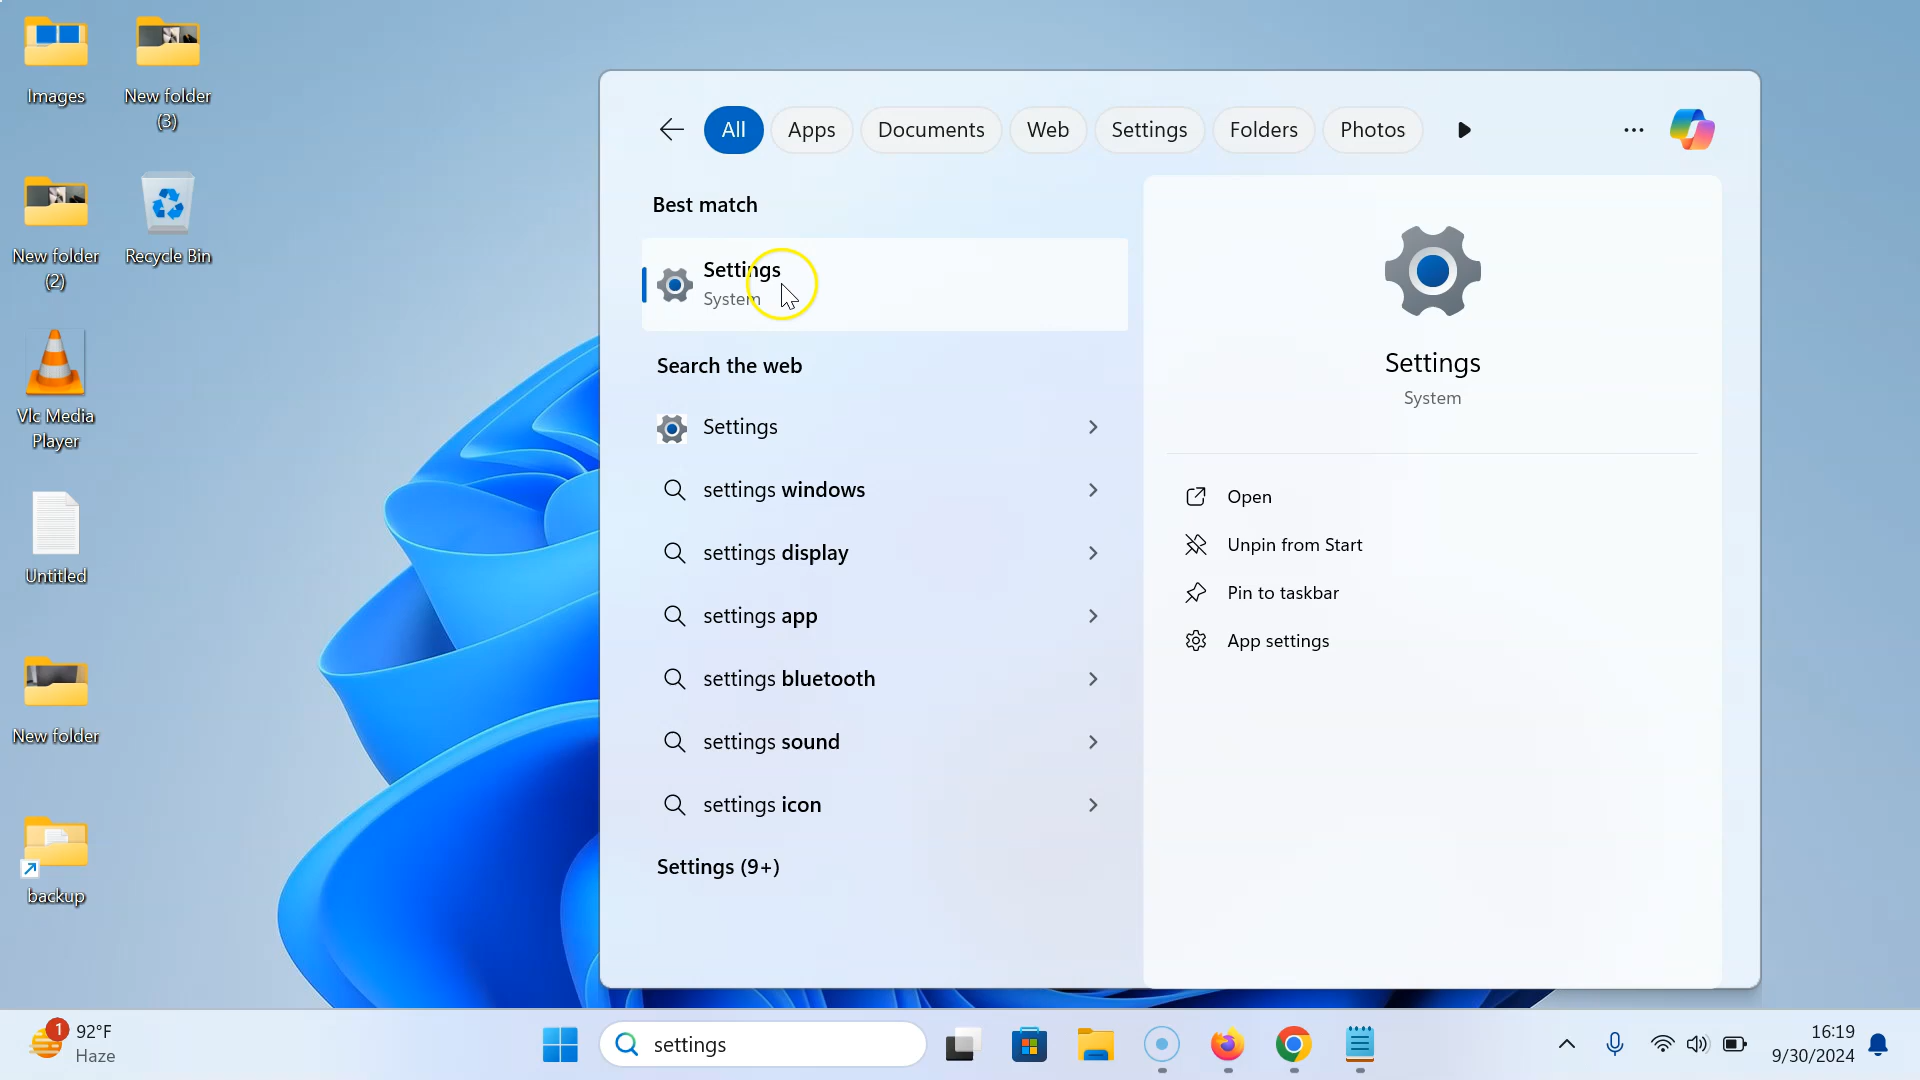 Images
New folder
(3)
New folder
(2)
Recycle Bin
Vlc Media
Player
Untitled
New folder
backup
All
Apps
Documents
Web
Settings
Folders
Photos
Best match
Settings
System
Search the web
Settings
settings windows
settings display
settings app
settings bluetooth
settings sound
settings icon
Settings (9+)
Settings
System
Open
Unpin from Start
Pin to taskbar
App settings
1
92°F
Haze
settings
16:19
9/30/2024